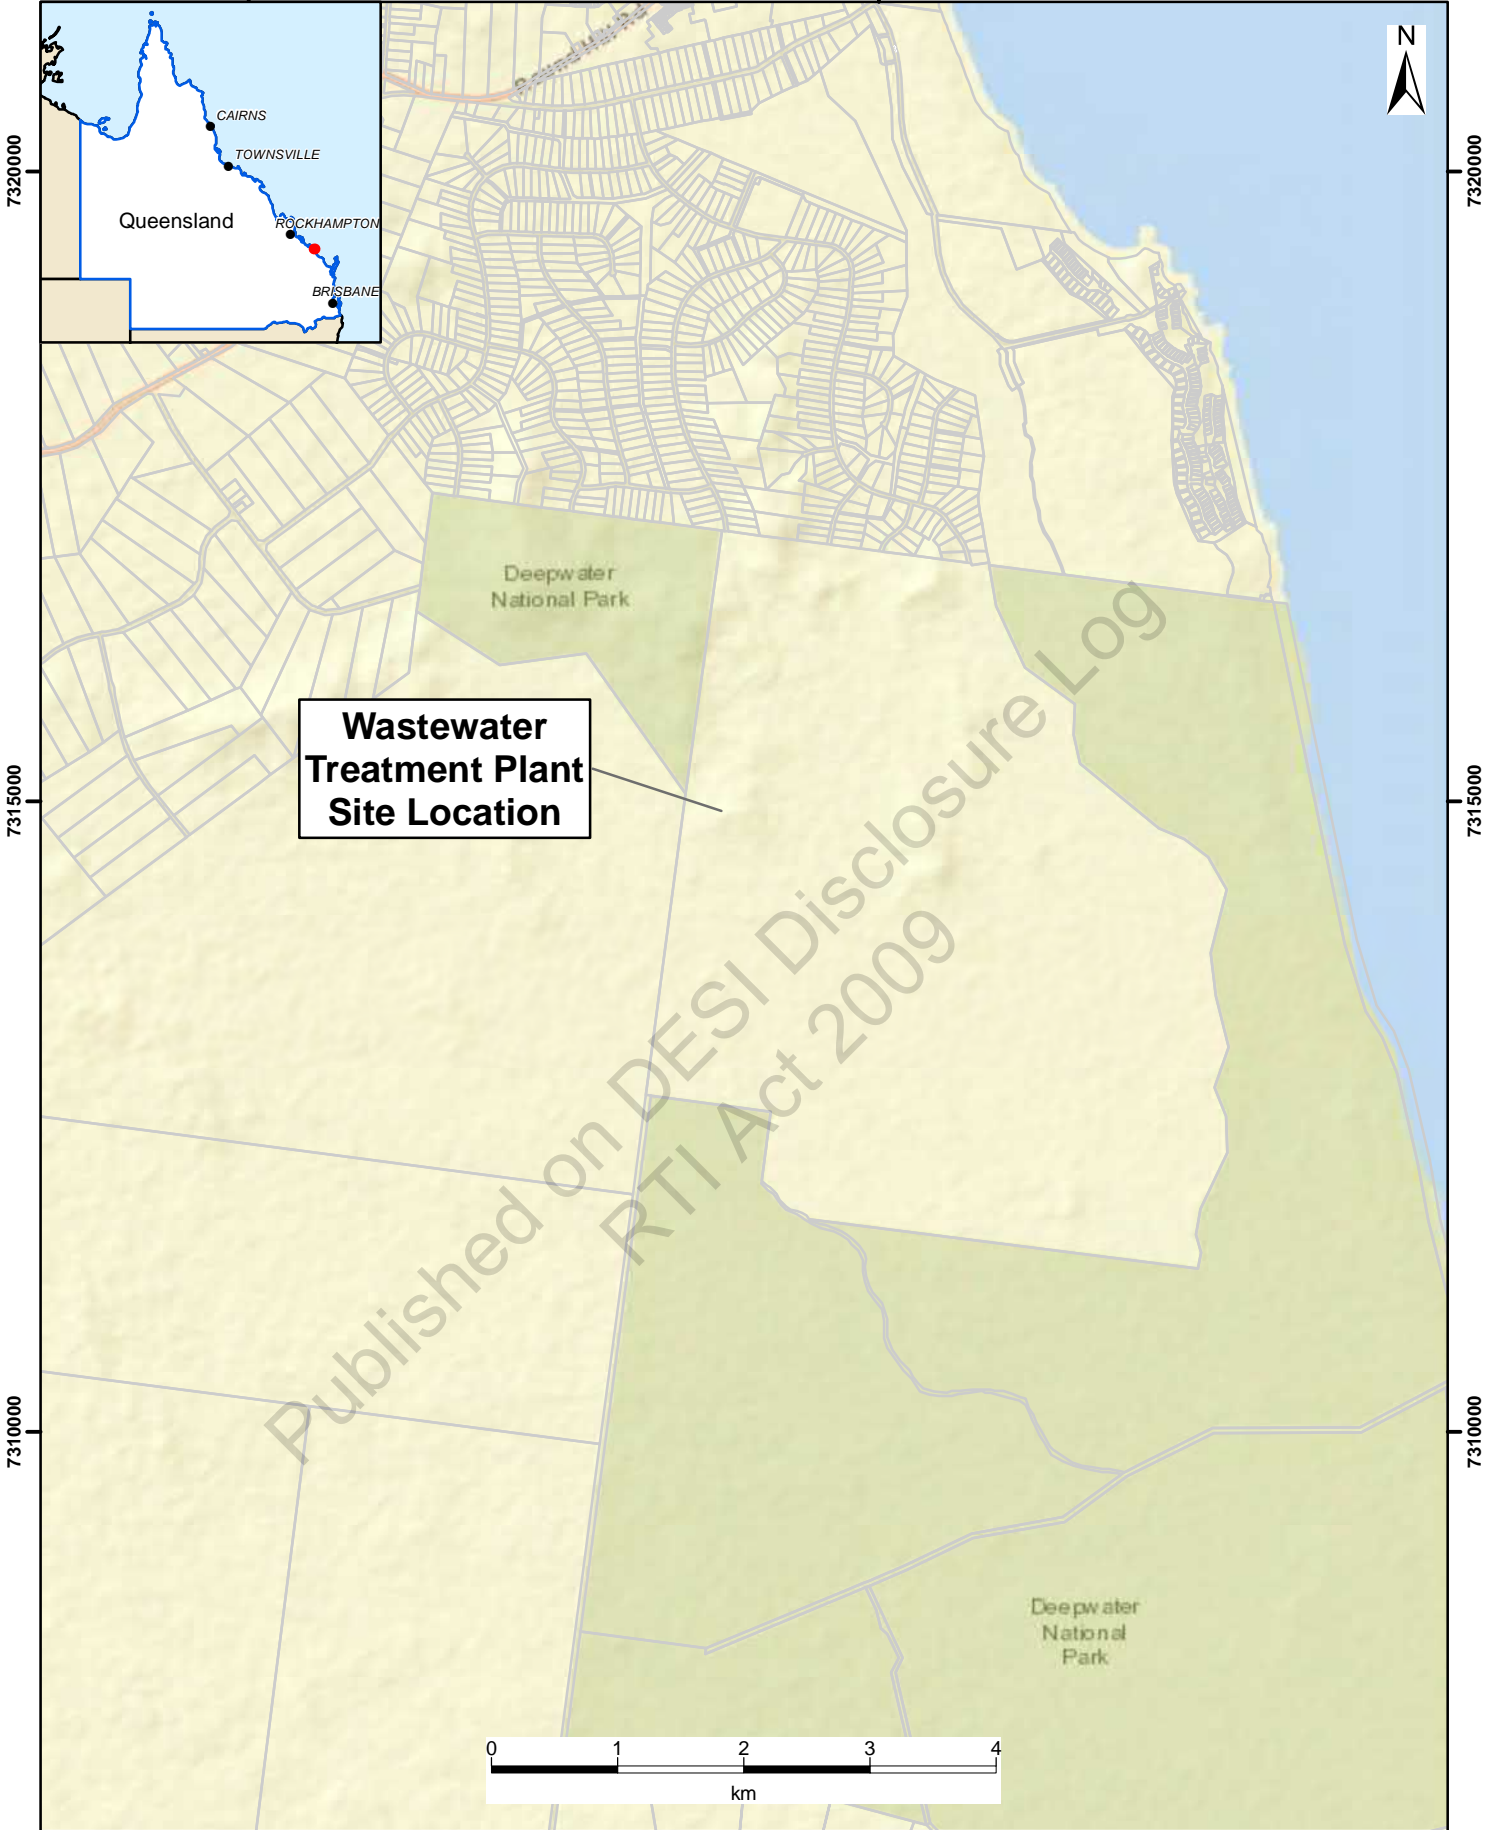 N
CAIRNS
TOWNSVILLE
Queensland
ROCKHAMPTON
BRISBANE
7320000
7320000
Deepwater
National Park
Wastewater
Treatment Plant
Site Location
7315000
7315000
Published on DESI Disclosure Log
RTI Act 2009
7310000
7310000
Deepwater
National
Park
0 1 2 3 4
km